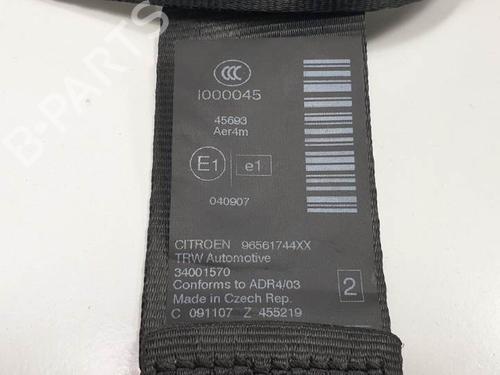 CCC
I000045
45693
Aer4m
E1 e1
040907
CITROEN 96561744XX
TRW Automotive
34001570
Conforms to ADR4/03
Made in Czech Rep. 2
C 091107 Z 455219
B-PARTS